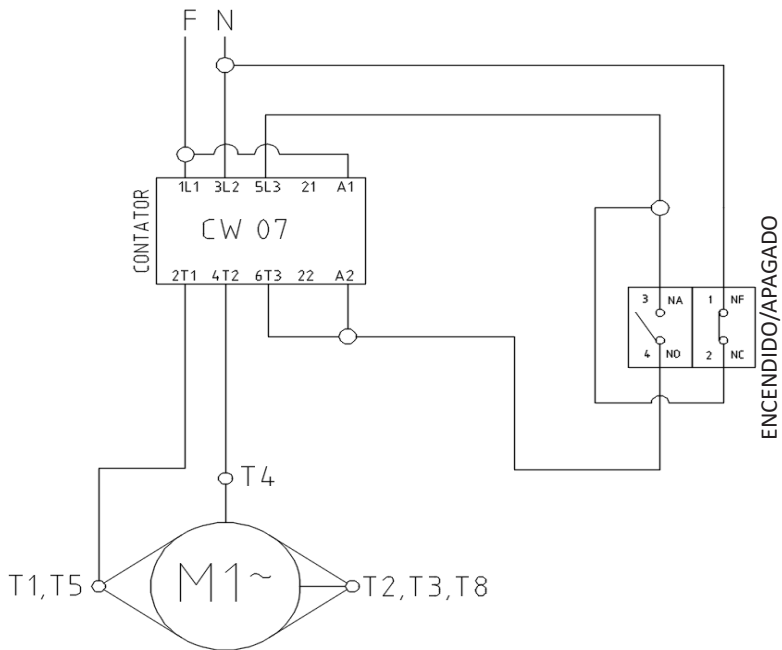 F N
1L1 3L2 5L3 21 A1
CONTATOR
CW 07
2T1 4T2 6T3 22 A2
3 NA 1 NF
4 NO 2 NC
ENCENDIDO/APAGADO
T4
T1,T5
M1~
T2,T3,T8